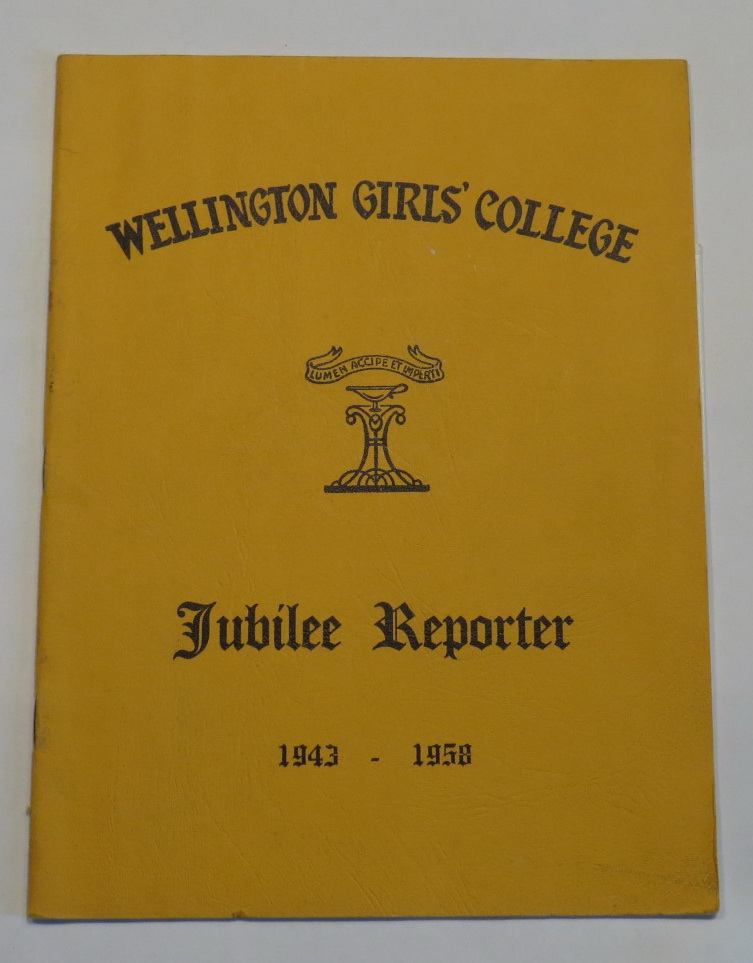 WELLINGTON GIRLS' COLLEGE
LUMEN ACCIPE ET IMPERTI
Jubilee Reporter
1943 - 1958